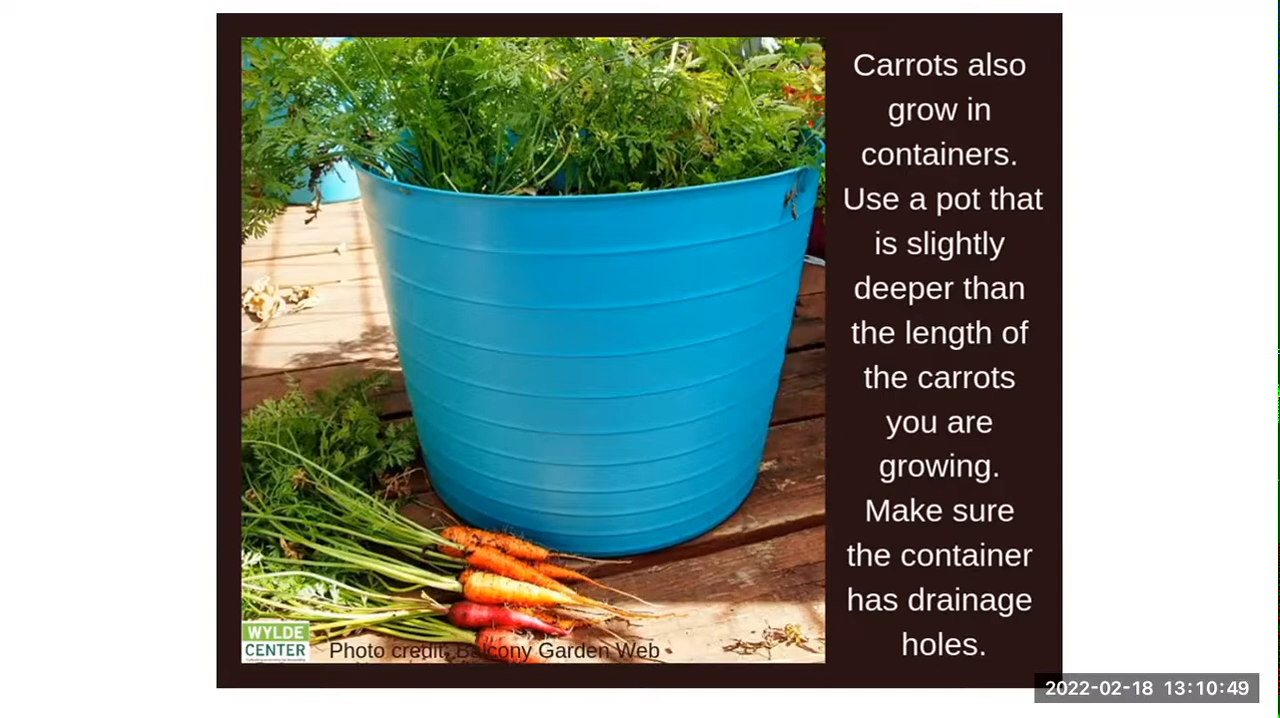 Carrots also
grow in
containers.
Use a pot that
is slightly
deeper than
the length of
the carrots
you are
growing.
Make sure
the container
has drainage
holes.
WYLDE
CENTER
Photo credit: Balcony Garden Web
2022-02-18 13:10:49